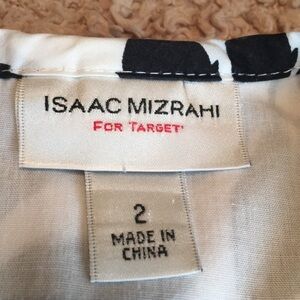 ISAAC MIZRAHI
FOR TARGET
2
MADE IN
CHINA